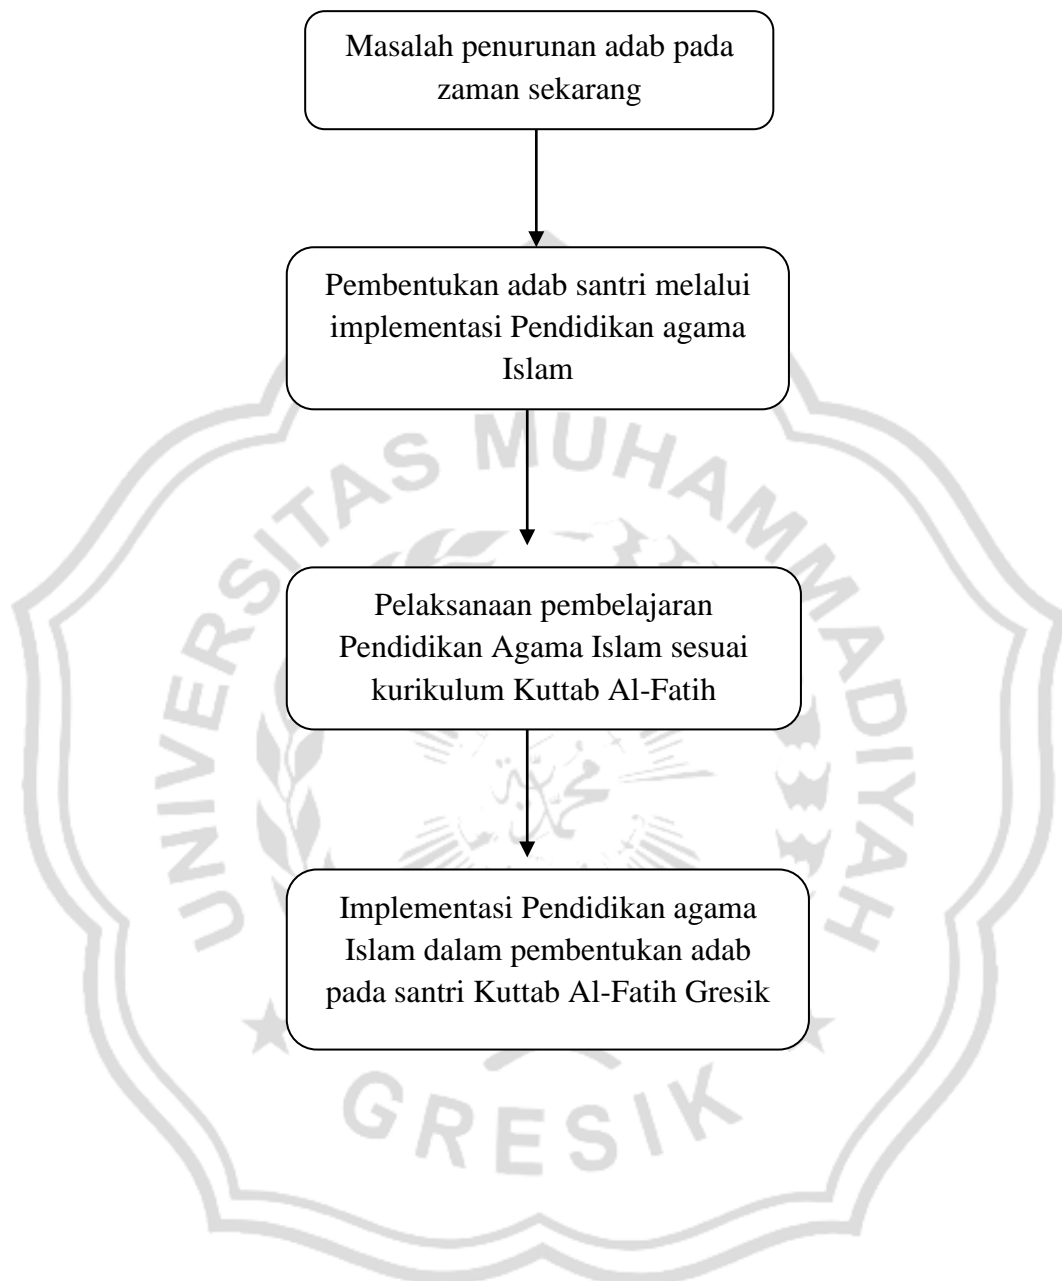 Masalah penurunan adab pada
zaman sekarang
Pembentukan adab santri melalui
implementasi Pendidikan agama
Islam
Pelaksanaan pembelajaran
Pendidikan Agama Islam sesuai
kurikulum Kuttab Al-Fatih
Implementasi Pendidikan agama
Islam dalam pembentukan adab
pada santri Kuttab Al-Fatih Gresik
UNIVERSITAS MUHAMMADIYAH
GRESIK